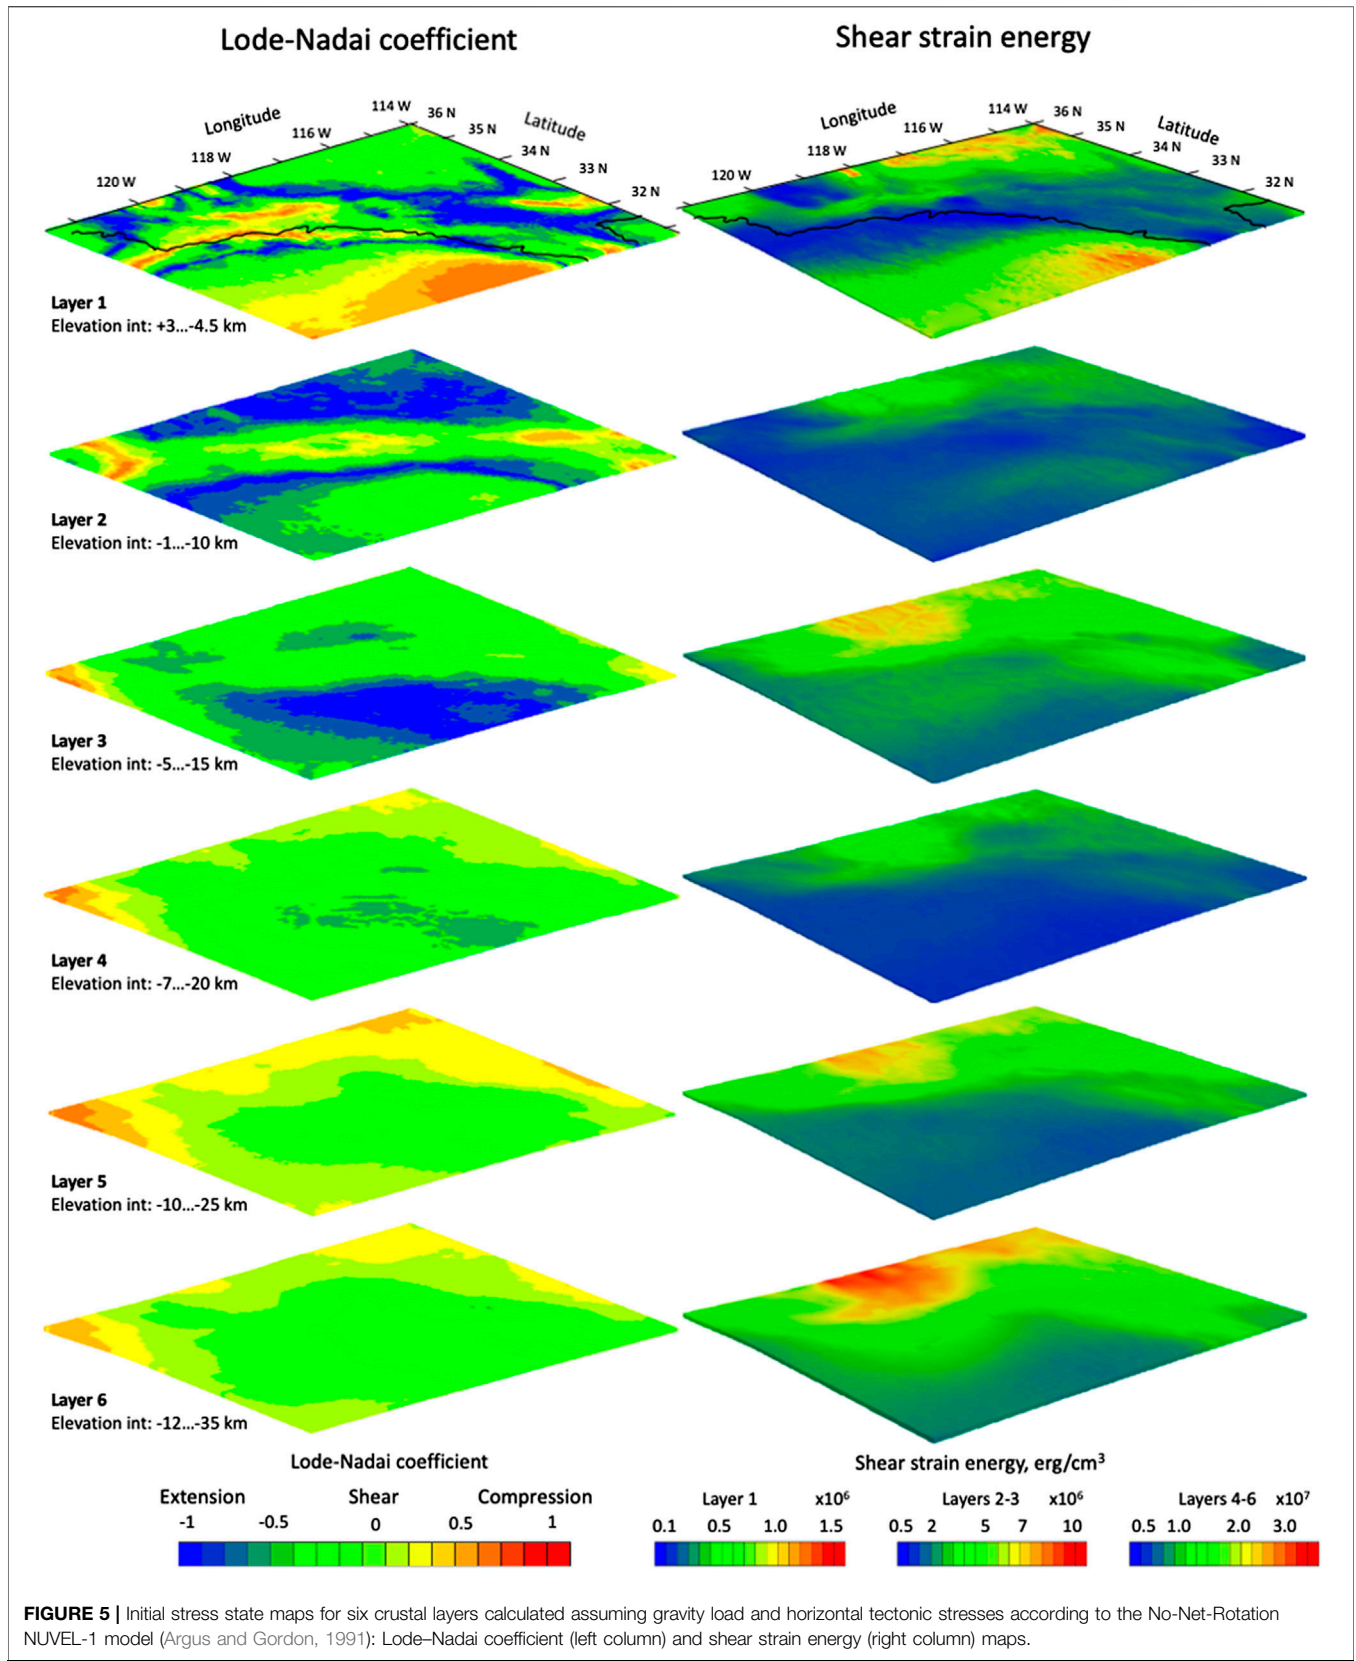 Lode-Nadai coefficient
Shear strain energy
Longitude
Latitude
120 W
118 W
116 W
114 W
36 N
35 N
34 N
33 N
32 N
Longitude
Latitude
120 W
118 W
116 W
114 W
36 N
35 N
34 N
33 N
32 N
Layer 1
Elevation int: +3...-4.5 km
Layer 2
Elevation int: -1...-10 km
Layer 3
Elevation int: -5...-15 km
Layer 4
Elevation int: -7...-20 km
Layer 5
Elevation int: -10...-25 km
Layer 6
Elevation int: -12...-35 km
Lode-Nadai coefficient
Extension Shear Compression
-1 -0.5 0 0.5 1
Shear strain energy, erg/cm³
Layer 1 x10⁶
0.1 0.5 1.0 1.5
Layers 2-3 x10⁶
0.5 2 5 7 10
Layers 4-6 x10⁷
0.5 1.0 2.0 3.0
FIGURE 5 | Initial stress state maps for six crustal layers calculated assuming gravity load and horizontal tectonic stresses according to the No-Net-Rotation
NUVEL-1 model (Argus and Gordon, 1991): Lode–Nadai coefficient (left column) and shear strain energy (right column) maps.